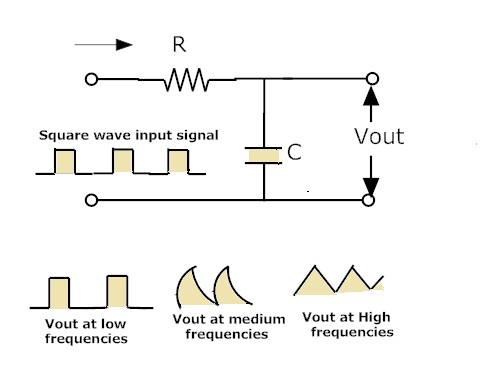 R
Square wave input signal
C
Vout
Vout at low
frequencies
Vout at medium
frequencies
Vout at High
frequencies